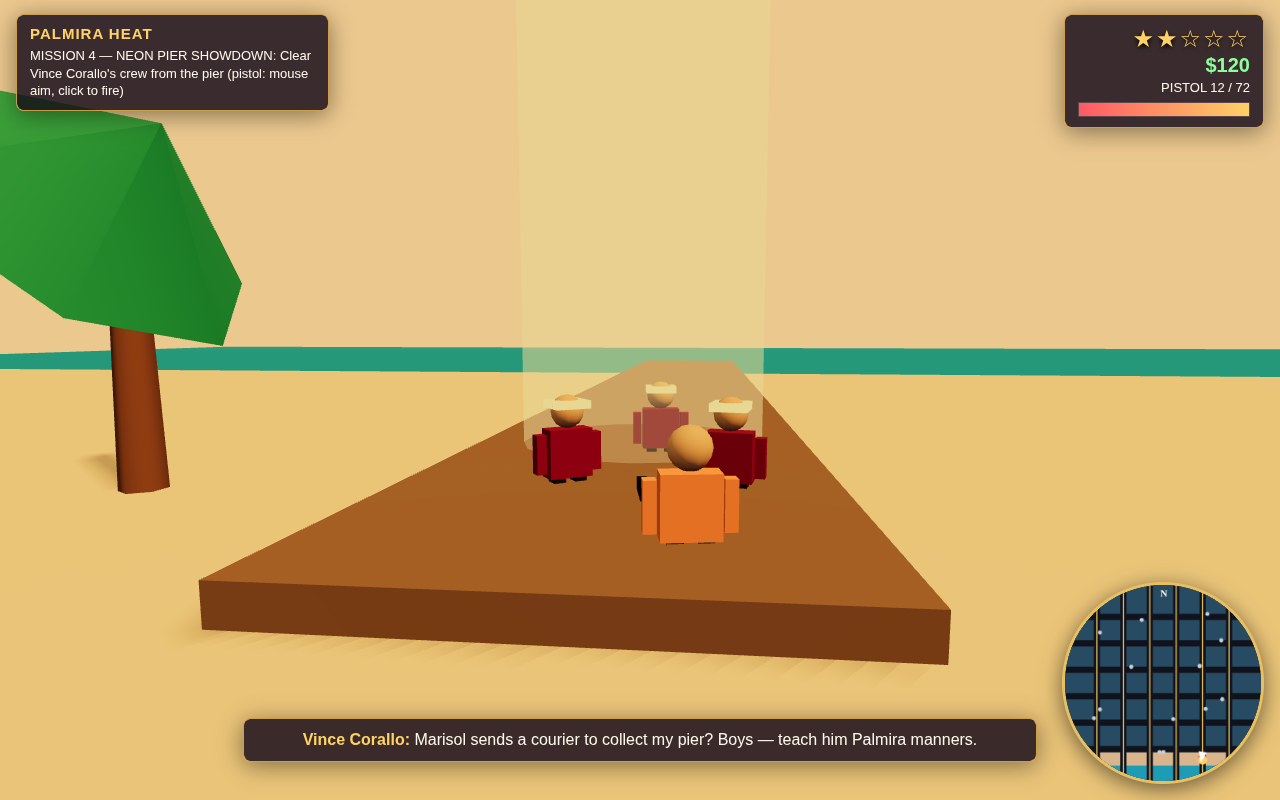 PALMIRA HEAT
MISSION 4 — NEON PIER SHOWDOWN: Clear
Vince Corallo's crew from the pier (pistol: mouse
aim, click to fire)
★★☆☆☆
$120
PISTOL 12 / 72
N
Vince Corallo: Marisol sends a courier to collect my pier? Boys — teach him Palmira manners.